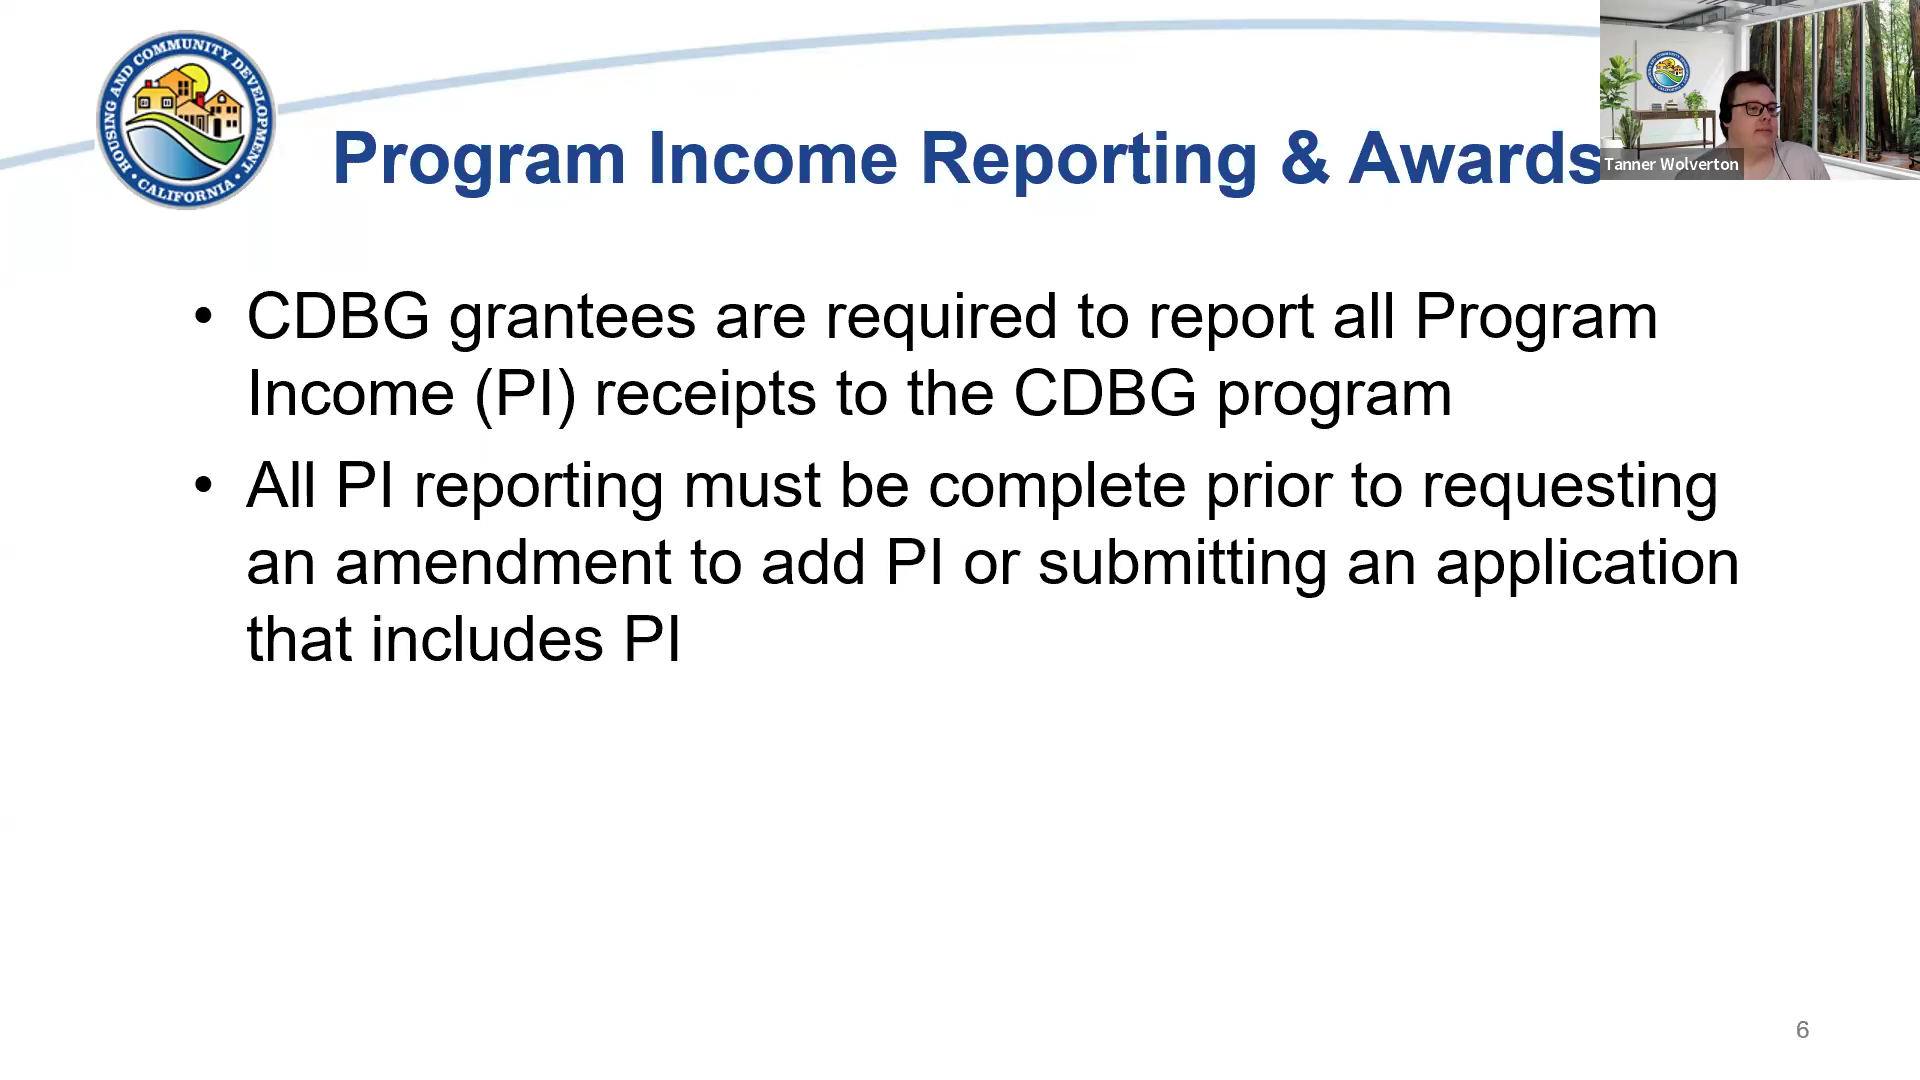 HOUSING AND COMMUNITY DEVELOPMENT
• CALIFORNIA •
Program Income Reporting & Awards
Tanner Wolverton
• CDBG grantees are required to report all Program
Income (PI) receipts to the CDBG program
• All PI reporting must be complete prior to requesting
an amendment to add PI or submitting an application
that includes PI
6